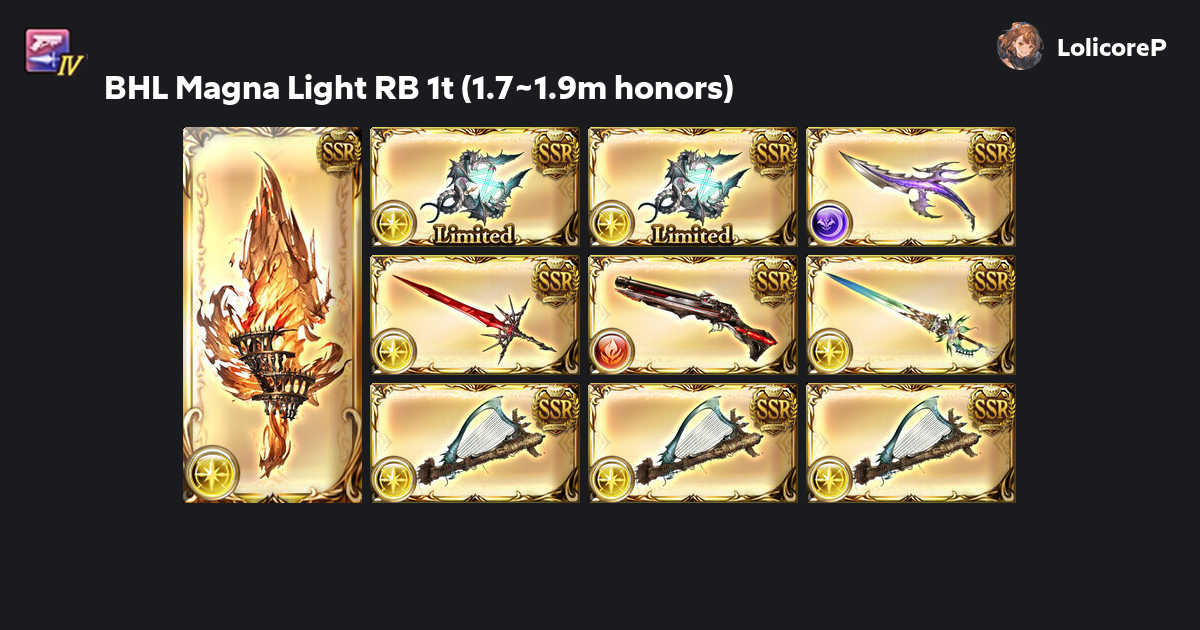 IV
LolicoreP
BHL Magna Light RB 1t (1.7~1.9m honors)
SSR
SSR SSR SSR
Limited Limited
SSR SSR SSR
SSR SSR SSR